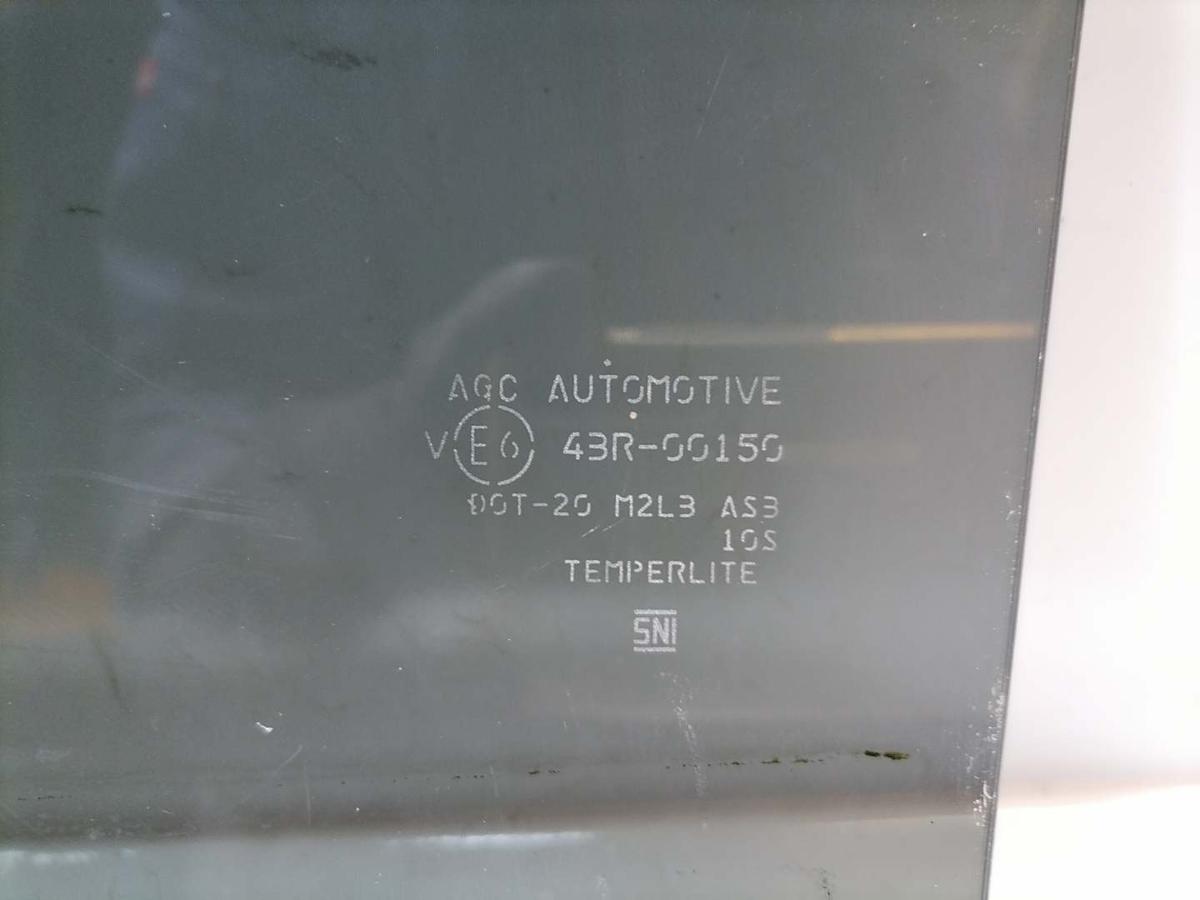 AGC AUTOMOTIVE
V E6 43R-00150
DOT-20 M2L3 AS3
10S
TEMPERLITE
SNI